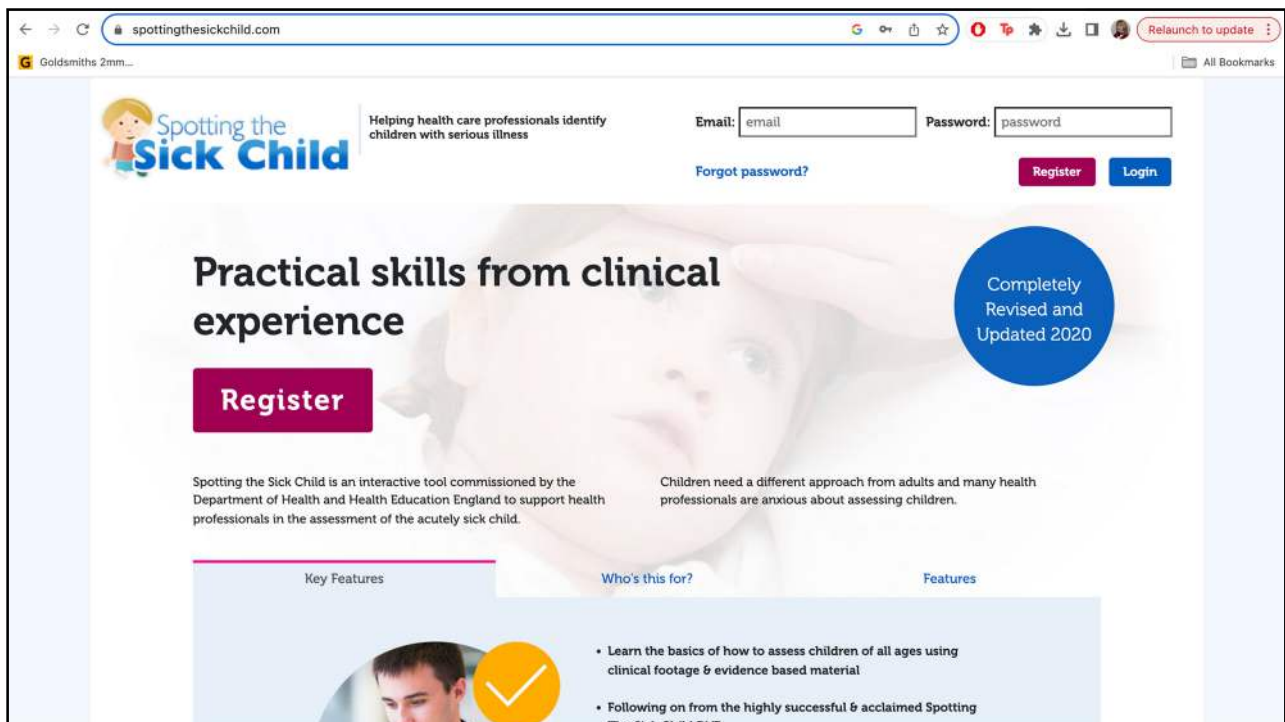 spottingthesickchild.com
Relaunch to update
G Goldsmiths 2mm...
All Bookmarks
Spotting the
Sick Child
Helping health care professionals identify
children with serious illness
Email: email
Password: password
Forgot password?
Register
Login
Practical skills from clinical
experience
Completely
Revised and
Updated 2020
Register
Spotting the Sick Child is an interactive tool commissioned by the
Department of Health and Health Education England to support health
professionals in the assessment of the acutely sick child.
Children need a different approach from adults and many health
professionals are anxious about assessing children.
Key Features
Who's this for?
Features
• Learn the basics of how to assess children of all ages using
clinical footage & evidence based material
• Following on from the highly successful & acclaimed Spotting